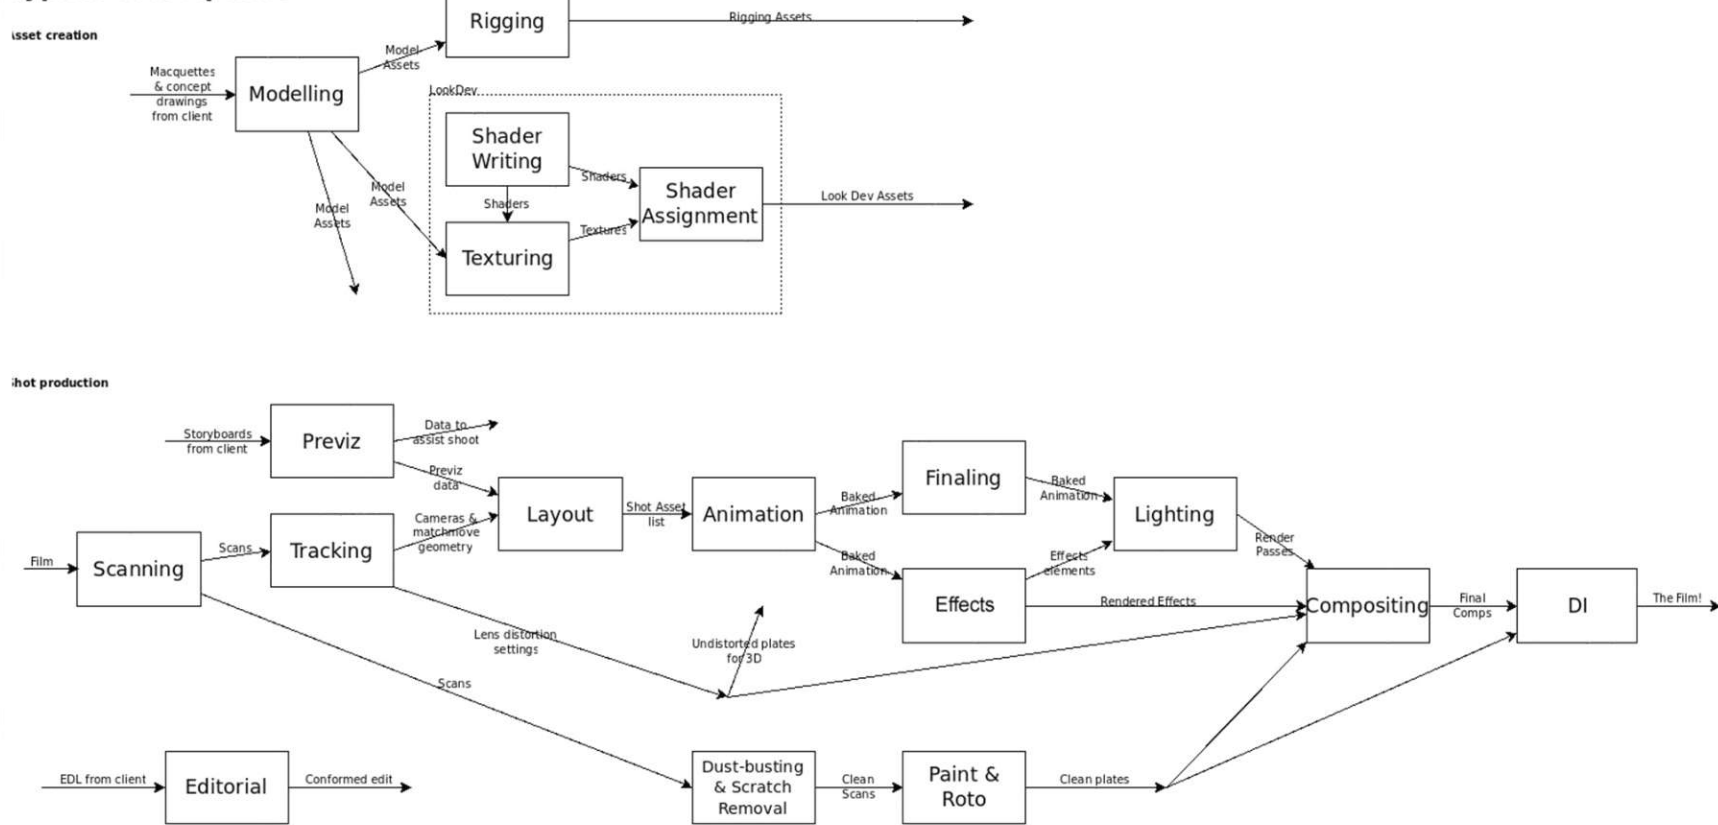 Asset creation
Rigging
Rigging Assets
Model
Assets
Macquettes
& concept
drawings
from client
Modelling
LookDev
Shader
Writing
Shaders
Shaders
Model
Assets
Model
Assets
Shader
Assignment
Look Dev Assets
Textures
Texturing
Shot production
Storyboards
from client
Previz
Data to
assist shoot
Previz
data
Film
Scanning
Scans
Tracking
Cameras &
matchmove
geometry
Layout
Shot Asset
list
Animation
Baked
Animation
Baked
Animation
Finaling
Baked
Animation
Effects
Effects
elements
Lighting
Render
Passes
Rendered Effects
Compositing
Final
Comps
DI
The Film!
Lens distortion
settings
Undistorted plates
for 3D
Scans
EDL from client
Editorial
Conformed edit
Dust-busting
& Scratch
Removal
Clean
Scans
Paint &
Roto
Clean plates